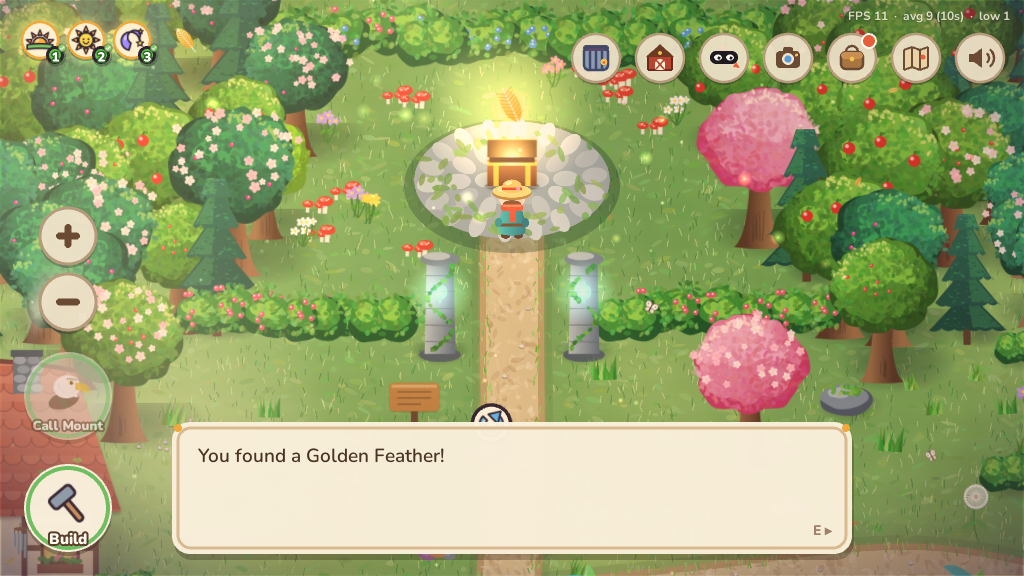 FPS 11 · avg 9 (10s) · low 1
1
2
3
Call Mount
Build
You found a Golden Feather!
E ▸